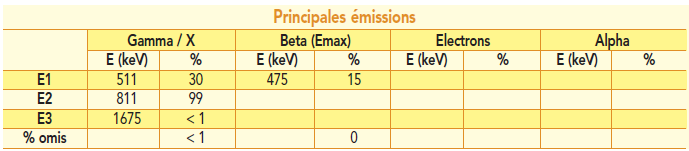 Principales émissions
Gamma / X Beta (Emax) Electrons Alpha
E (keV) % E (keV) % E (keV) % E (keV) %
E1 511 30 475 15
E2 811 99
E3 1675 < 1
% omis < 1 0